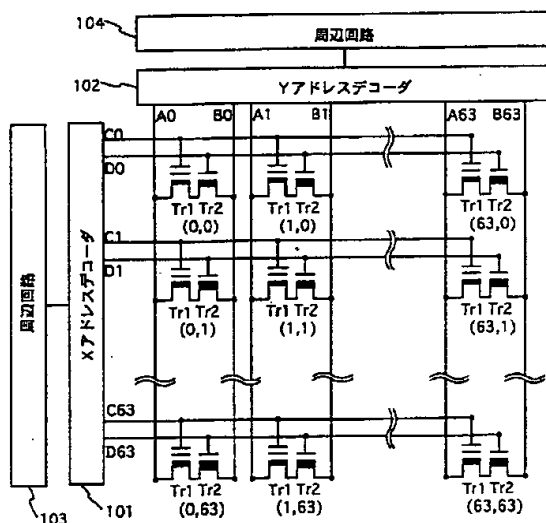 104
周辺回路
102
Yアドレスデコーダ
A0 B0 A1 B1 A63 B63
C0
D0
Tr1 Tr2 Tr1 Tr2 Tr1 Tr2
(0,0) (1,0) (63,0)
C1
D1
Tr1 Tr2 Tr1 Tr2 Tr1 Tr2
(0,1) (1,1) (63,1)
周辺回路
Xアドレスデコーダ
C63
D63
Tr1 Tr2 Tr1 Tr2 Tr1 Tr2
(0,63) (1,63) (63,63)
103 101